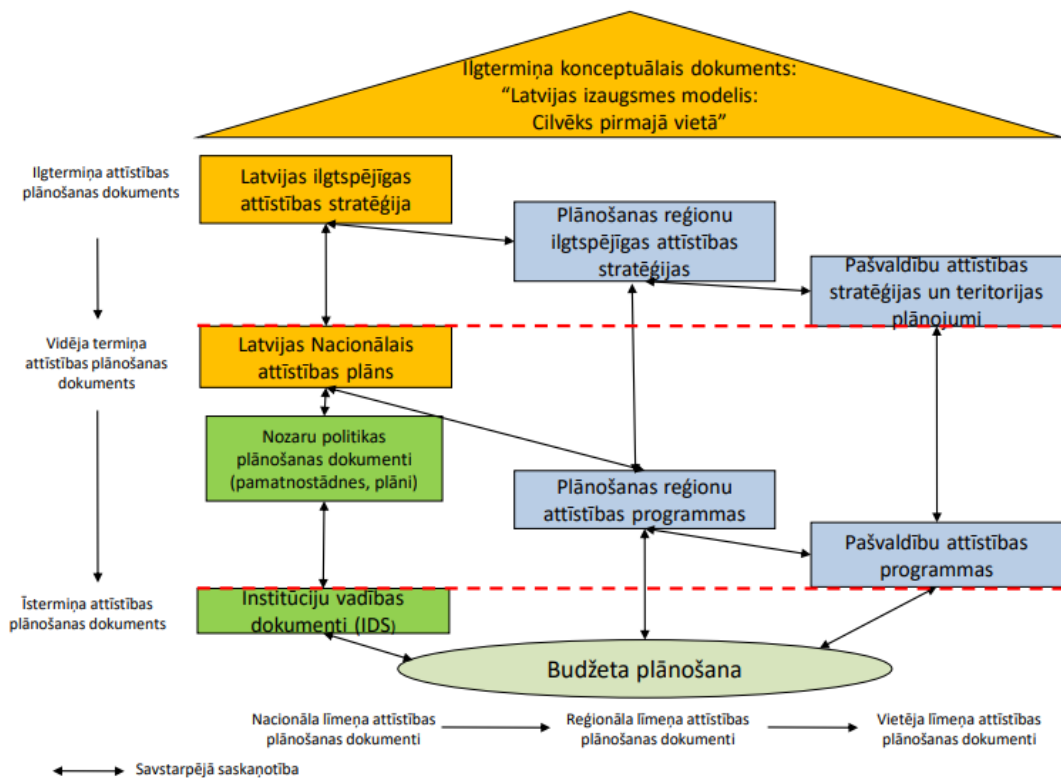 Ilgtermiņa konceptuālais dokuments:
“Latvijas izaugsmes modelis:
Cilvēks pirmajā vietā”
Ilgtermiņa attīstības
plānošanas dokuments
Latvijas ilgtspējīgas
attīstības stratēģija
Plānošanas reģionu
ilgtspējīgas attīstības
stratēģijas
Pašvaldību attīstības
stratēģijas un teritorijas
plānojumi
Vidēja termiņa
attīstības plānošanas
dokuments
Latvijas Nacionālais
attīstības plāns
Nozaru politikas
plānošanas dokumenti
(pamatnostādnes, plāni)
Plānošanas reģionu
attīstības programmas
Pašvaldību attīstības
programmas
Īstermiņa attīstības
plānošanas dokuments
Institūciju vadības
dokumenti (IDS)
Budžeta plānošana
Nacionāla līmeņa attīstības
plānošanas dokumenti
Reģionāla līmeņa attīstības
plānošanas dokumenti
Vietēja līmeņa attīstības
plānošanas dokumenti
Savstarpējā saskaņotība